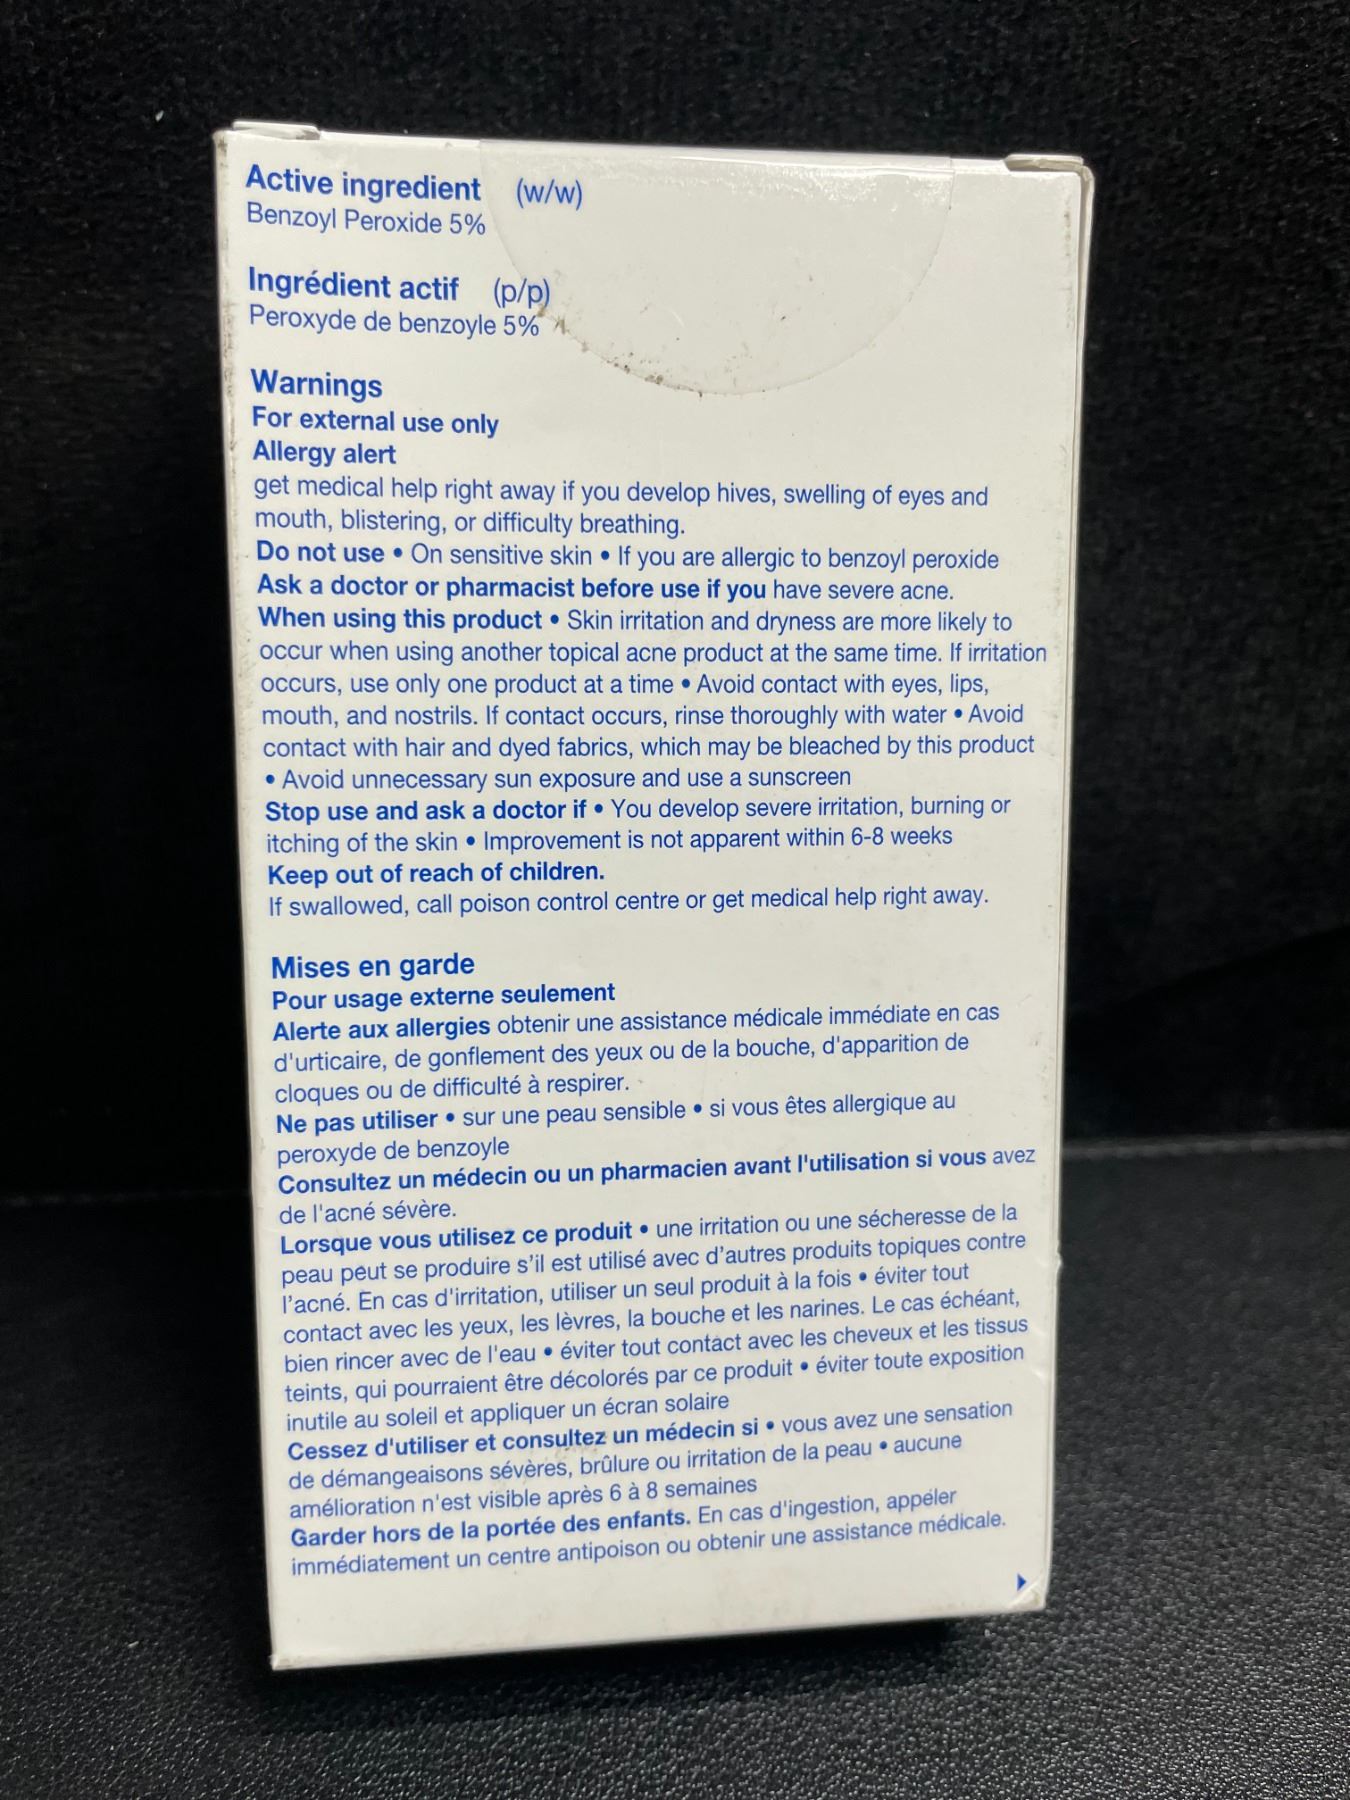 Active ingredient (w/w)
Benzoyl Peroxide 5%
Ingrédient actif (p/p)
Peroxyde de benzoyle 5%
Warnings
For external use only
Allergy alert
get medical help right away if you develop hives, swelling of eyes and
mouth, blistering, or difficulty breathing.
Do not use • On sensitive skin • If you are allergic to benzoyl peroxide
Ask a doctor or pharmacist before use if you have severe acne.
When using this product • Skin irritation and dryness are more likely to
occur when using another topical acne product at the same time. If irritation
occurs, use only one product at a time • Avoid contact with eyes, lips,
mouth, and nostrils. If contact occurs, rinse thoroughly with water • Avoid
contact with hair and dyed fabrics, which may be bleached by this product
• Avoid unnecessary sun exposure and use a sunscreen
Stop use and ask a doctor if • You develop severe irritation, burning or
itching of the skin • Improvement is not apparent within 6-8 weeks
Keep out of reach of children.
If swallowed, call poison control centre or get medical help right away.
Mises en garde
Pour usage externe seulement
Alerte aux allergies obtenir une assistance médicale immédiate en cas
d'urticaire, de gonflement des yeux ou de la bouche, d'apparition de
cloques ou de difficulté à respirer.
Ne pas utiliser • sur une peau sensible • si vous êtes allergique au
peroxyde de benzoyle
Consultez un médecin ou un pharmacien avant l'utilisation si vous avez
de l'acné sévère.
Lorsque vous utilisez ce produit • une irritation ou une sécheresse de la
peau peut se produire s’il est utilisé avec d’autres produits topiques contre
l’acné. En cas d'irritation, utiliser un seul produit à la fois • éviter tout
contact avec les yeux, les lèvres, la bouche et les narines. Le cas échéant,
bien rincer avec de l'eau • éviter tout contact avec les cheveux et les tissus
teints, qui pourraient être décolorés par ce produit • éviter toute exposition
inutile au soleil et appliquer un écran solaire
Cessez d'utiliser et consultez un médecin si • vous avez une sensation
de démangeaisons sévères, brûlure ou irritation de la peau • aucune
amélioration n'est visible après 6 à 8 semaines
Garder hors de la portée des enfants. En cas d'ingestion, appeler
immédiatement un centre antipoison ou obtenir une assistance médicale.